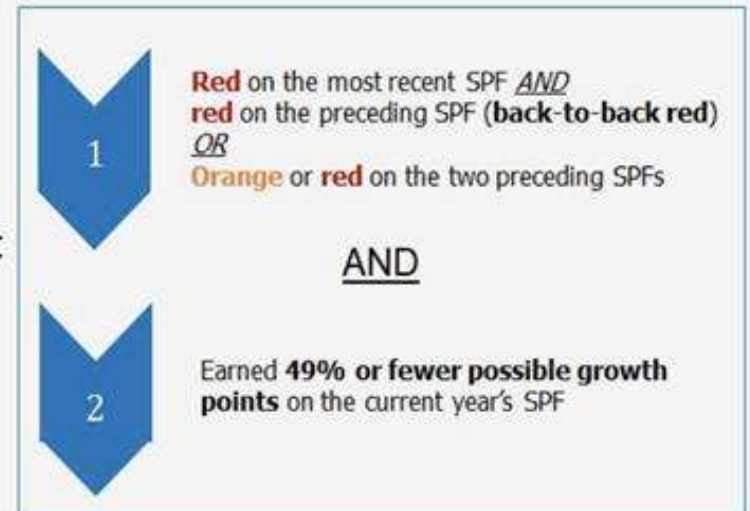 1
Red on the most recent SPF AND
red on the preceding SPF (back-to-back red)
OR
Orange or red on the two preceding SPFs
AND
2
Earned 49% or fewer possible growth
points on the current year's SPF